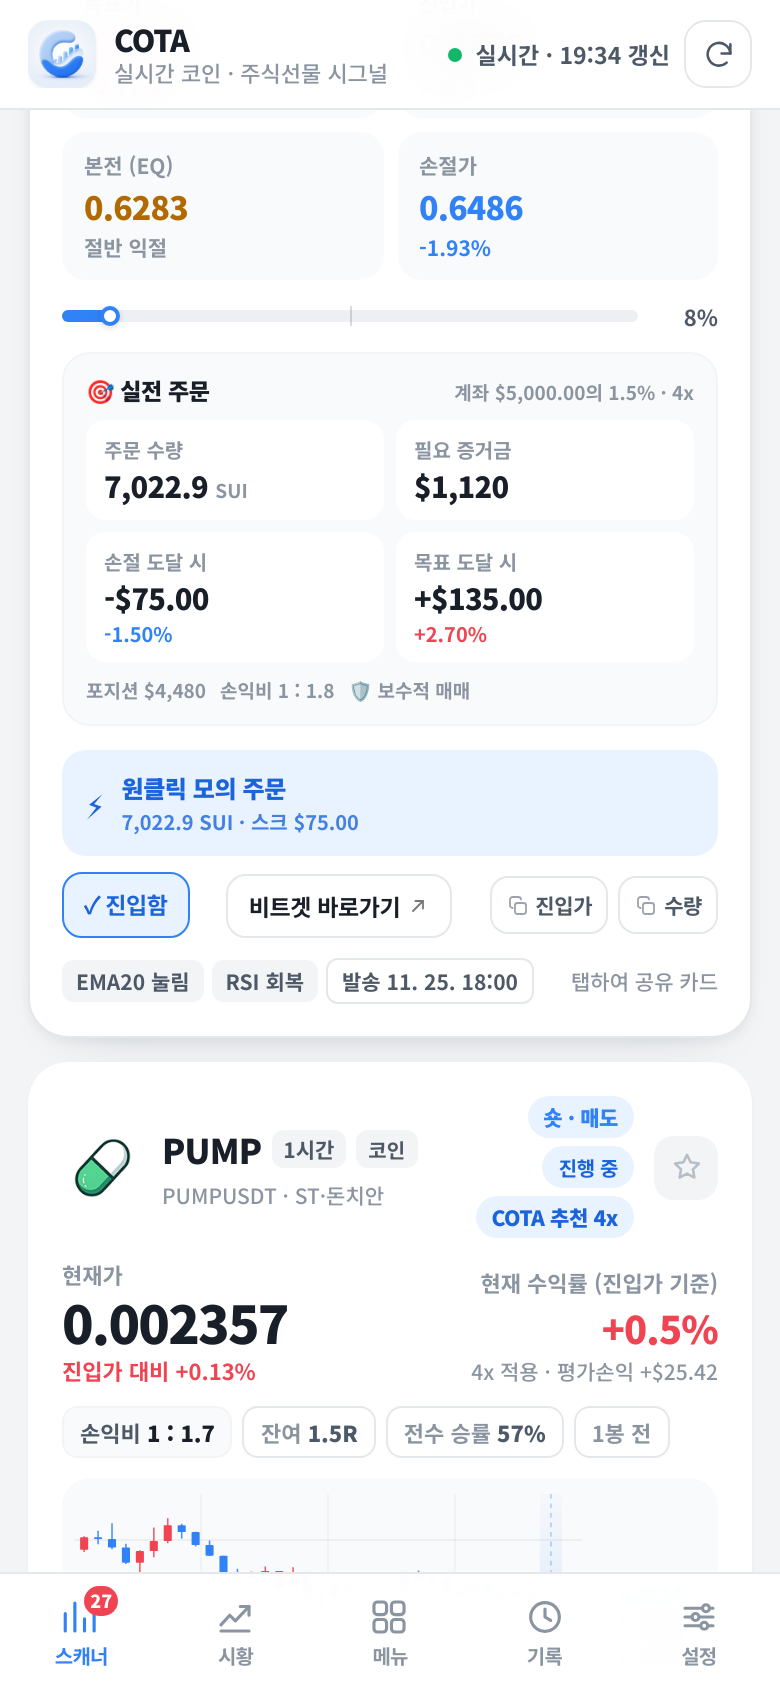 COTA
실시간 코인 · 주식선물 시그널
실시간 · 19:34 갱신
본전 (EQ)
0.6283
절반 익절
손절가
0.6486
-1.93%
8%
실전 주문
계좌 $5,000.00의 1.5% · 4x
주문 수량
7,022.9 SUI
필요 증거금
$1,120
손절 도달 시
-$75.00
-1.50%
목표 도달 시
+$135.00
+2.70%
포지션 $4,480 손익비 1 : 1.8 보수적 매매
원클릭 모의 주문
7,022.9 SUI · 스크 $75.00
✓ 진입함
비트겟 바로가기 ↗
진입가
수량
EMA20 눌림
RSI 회복
발송 11. 25. 18:00
탭하여 공유 카드
PUMP 1시간 코인
PUMPUSDT · ST·돈치안
숏 · 매도
진행 중
COTA 추천 4x
현재가
0.002357
진입가 대비 +0.13%
현재 수익률 (진입가 기준)
+0.5%
4x 적용 · 평가손익 +$25.42
손익비 1 : 1.7
잔여 1.5R
전수 승률 57%
1봉 전
27
스캐너
시황
메뉴
기록
설정